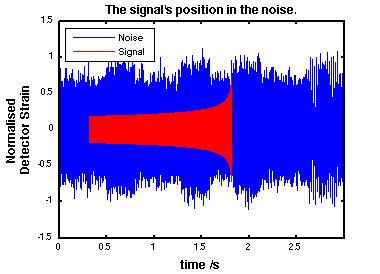 The signal's position in the noise.
Noise
Signal
Normalised
Detector Strain
1.5
1
0.5
0
-0.5
-1
-1.5
0
0.5
1
1.5
2
2.5
time /s